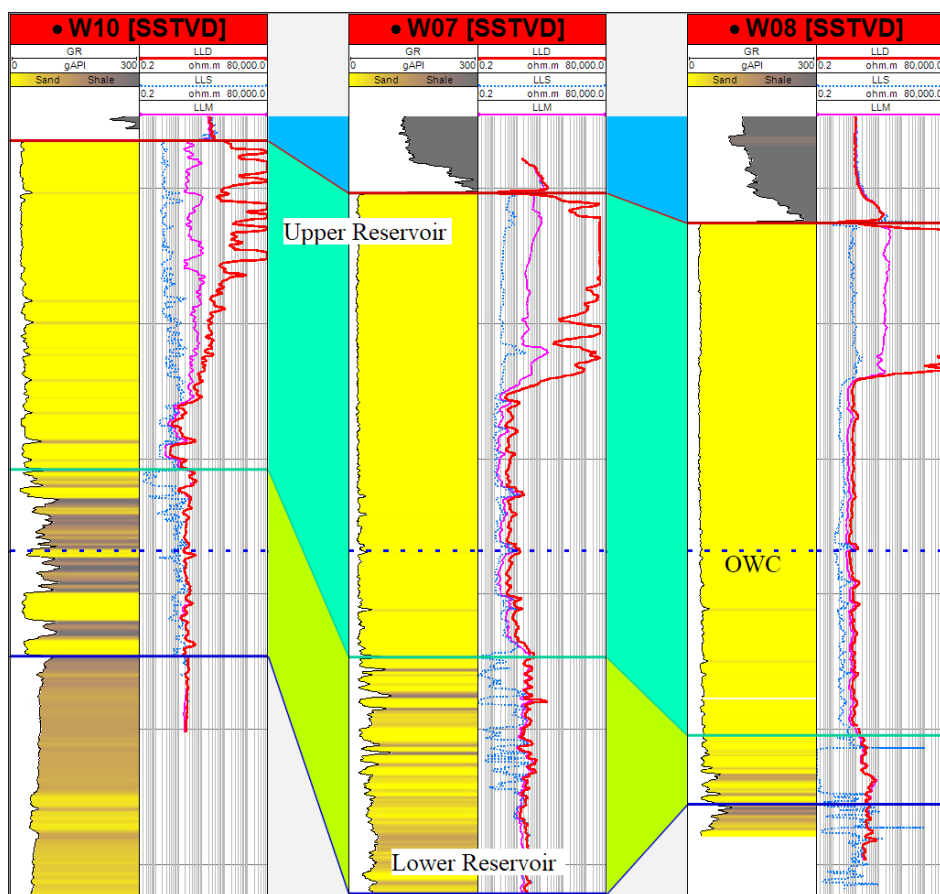 • W10 [SSTVD]
GR
0 gAPI 300
Sand Shale
LLD
0.2 ohm.m 80,000.0
LLS
0.2 ohm.m 80,000.0
LLM
• W07 [SSTVD]
GR
0 gAPI 300
Sand Shale
LLD
0.2 ohm.m 80,000.0
LLS
0.2 ohm.m 80,000.0
LLM
• W08 [SSTVD]
GR
0 gAPI 300
Sand Shale
LLD
0.2 ohm.m 80,000.0
LLS
0.2 ohm.m 80,000.0
LLM
Upper Reservoir
OWC
Lower Reservoir